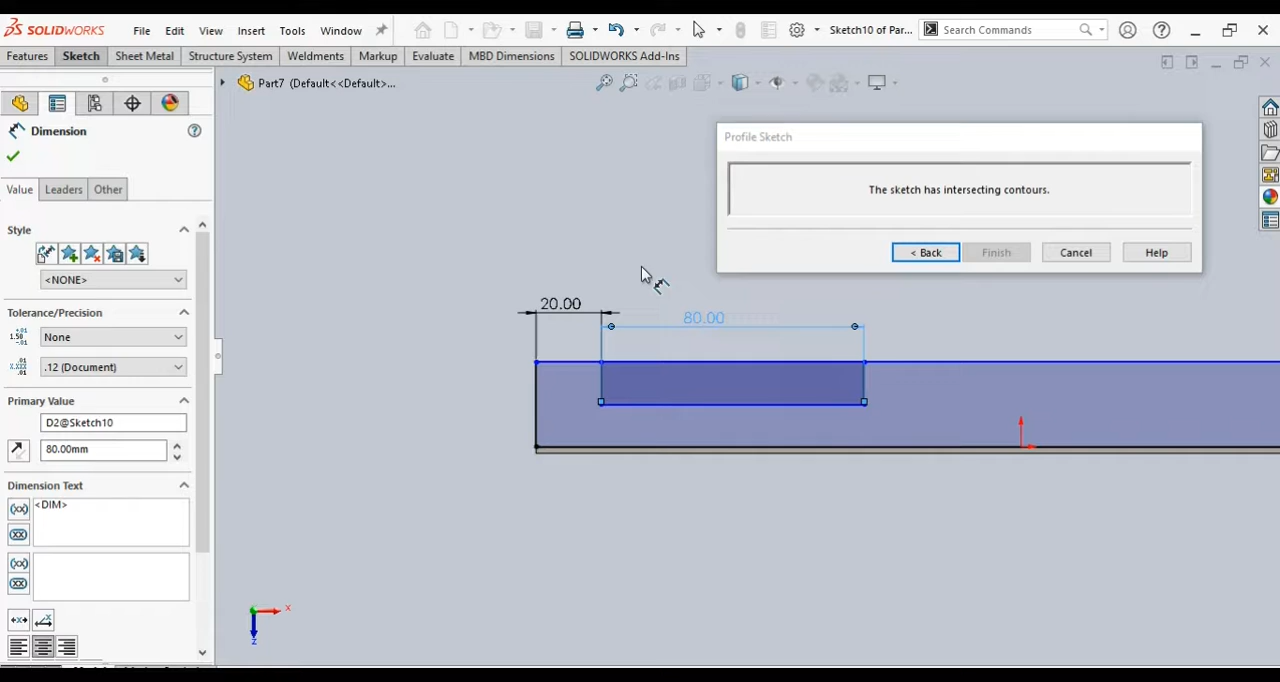 SOLIDWORKS File Edit View Insert Tools Window Sketch10 of Par... Search Commands
Features Sketch Sheet Metal Structure System Weldments Markup Evaluate MBD Dimensions SOLIDWORKS Add-Ins
Part7 (Default<<Default>...
Dimension
Value Leaders Other
Style
<NONE>
Tolerance/Precision
None
.12 (Document)
Primary Value
D2@Sketch10
80.00mm
Dimension Text
<DIM>
Profile Sketch
The sketch has intersecting contours.
< Back Finish Cancel Help
20.00
80.00
x
z